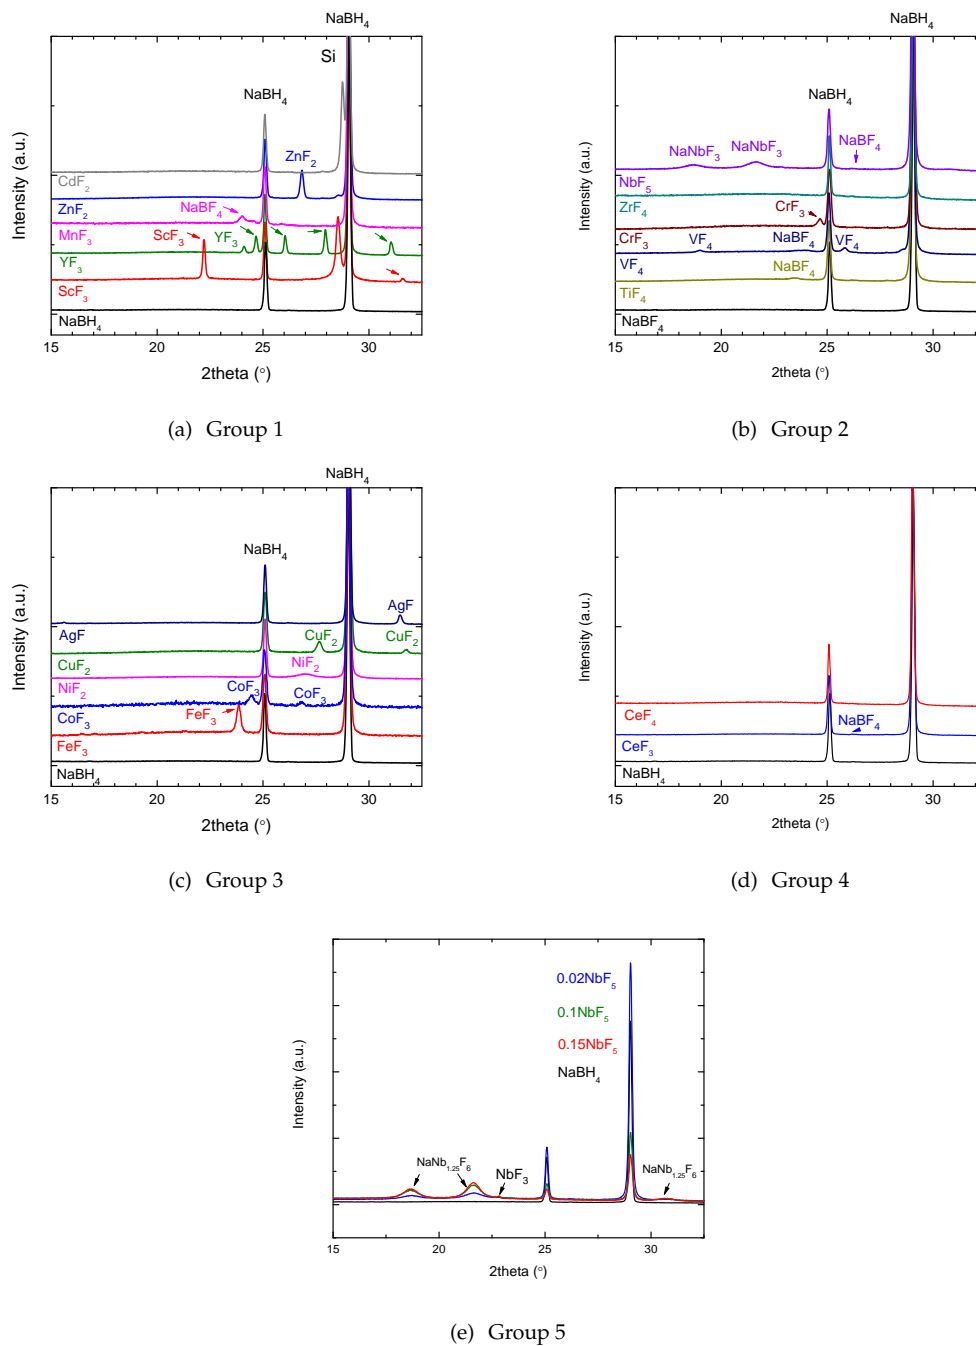 NaBH4
Si
NaBH4
ZnF2
CdF2
ZnF2
NaBF4
MnF3
ScF3
YF3
YF3
ScF3
NaBH4
Intensity (a.u.)
15 20 25 30
2theta (°)
(a) Group 1
NaBH4
NaBH4
NaNbF3 NaNbF3 NaBF4
NbF5
ZrF4
CrF3
CrF3
VF4 NaBF4 VF4
VF4
NaBF4
TiF4
NaBF4
Intensity (a.u.)
15 20 25 30
2theta (°)
(b) Group 2
NaBH4
NaBH4
AgF
AgF
CuF2 CuF2
CuF2
NiF2
NiF2
CoF3 CoF3
CoF3
FeF3
FeF3
NaBH4
Intensity (a.u.)
15 20 25 30
2theta (°)
(c) Group 3
CeF4
NaBF4
CeF3
NaBH4
Intensity (a.u.)
15 20 25 30
2theta (°)
(d) Group 4
0.02NbF5
0.1NbF5
0.15NbF5
NaBH4
NaNb1.25F6 NbF3 NaNb1.25F6
Intensity (a.u.)
15 20 25 30
2theta (°)
(e) Group 5